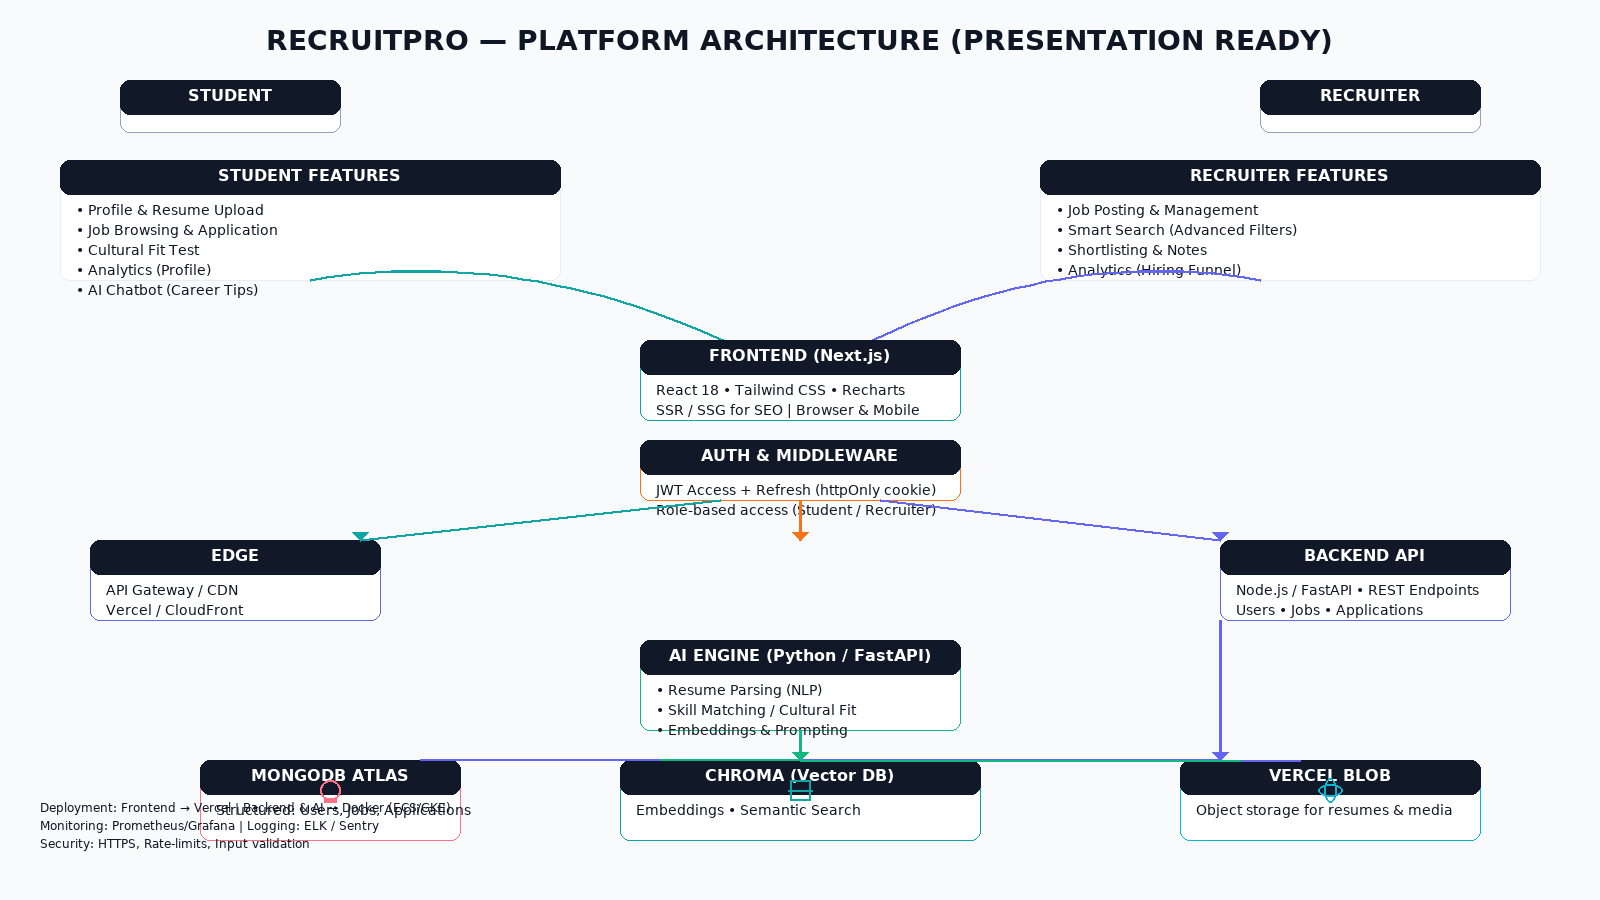 RECRUITPRO — PLATFORM ARCHITECTURE (PRESENTATION READY)
STUDENT
RECRUITER
STUDENT FEATURES
• Profile & Resume Upload
• Job Browsing & Application
• Cultural Fit Test
• Analytics (Profile)
• AI Chatbot (Career Tips)
RECRUITER FEATURES
• Job Posting & Management
• Smart Search (Advanced Filters)
• Shortlisting & Notes
• Analytics (Hiring Funnel)
FRONTEND (Next.js)
React 18 • Tailwind CSS • Recharts
SSR / SSG for SEO | Browser & Mobile
AUTH & MIDDLEWARE
JWT Access + Refresh (httpOnly cookie)
Role-based access (Student / Recruiter)
EDGE
API Gateway / CDN
Vercel / CloudFront
BACKEND API
Node.js / FastAPI • REST Endpoints
Users • Jobs • Applications
AI ENGINE (Python / FastAPI)
• Resume Parsing (NLP)
• Skill Matching / Cultural Fit
• Embeddings & Prompting
MONGODB ATLAS
Structured: Users, Jobs, Applications
CHROMA (Vector DB)
Embeddings • Semantic Search
VERCEL BLOB
Object storage for resumes & media
Deployment: Frontend → Vercel | Backend & AI → Docker (ECS/GKE)
Monitoring: Prometheus/Grafana | Logging: ELK / Sentry
Security: HTTPS, Rate-limits, Input validation